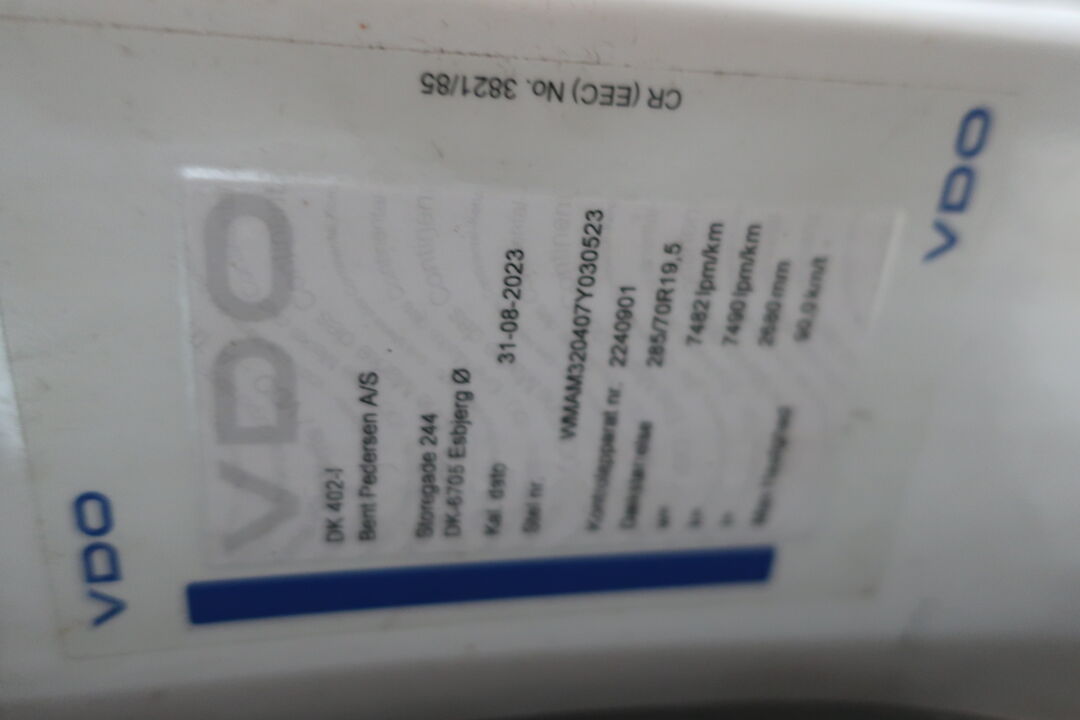 VDO
CR (EEC) No. 3821/85
VDO
VDO
DK 402-I
Bent Pedersen A/S
Storegade 244
DK-6705 Esbjerg Ø
Kal. dato 31-08-2023
Stel nr.
WMAM320407Y030523
Kontrolapparat nr. 2240901
285/70R19,5
7482 Ipm/km
7490 Ipm/km
2680 mm
90.0 km/t